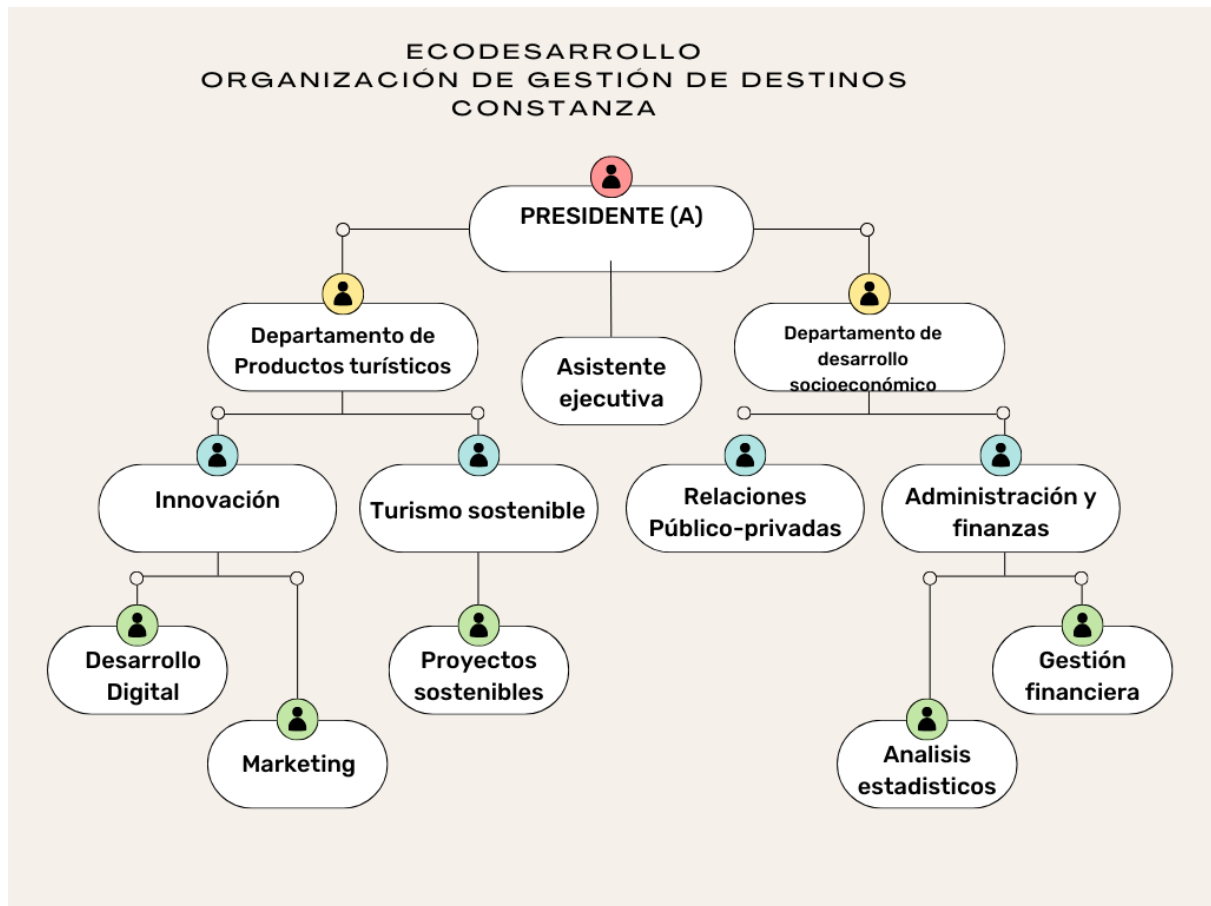 ECODESARROLLO
ORGANIZACIÓN DE GESTIÓN DE DESTINOS
CONSTANZA
PRESIDENTE (A)
Departamento de
Productos turísticos
Asistente
ejecutiva
Departamento de
desarrollo
socioeconómico
Innovación
Turismo sostenible
Relaciones
Público-privadas
Administración y
finanzas
Desarrollo
Digital
Marketing
Proyectos
sostenibles
Analisis
estadisticos
Gestión
financiera